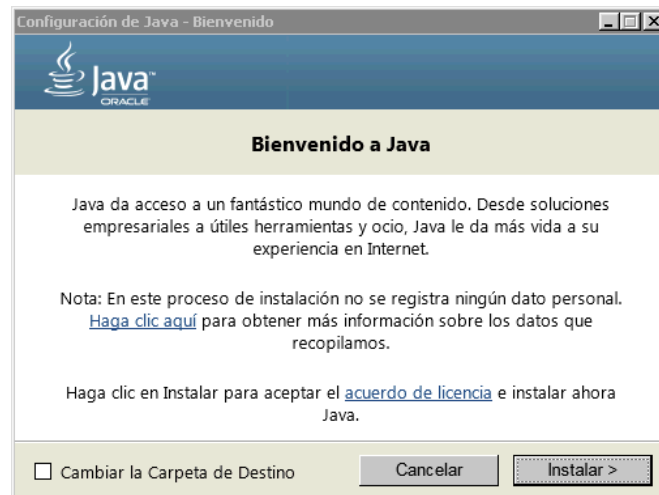 Configuración de Java - Bienvenido
Java™
ORACLE
Bienvenido a Java
Java da acceso a un fantástico mundo de contenido. Desde soluciones
empresariales a útiles herramientas y ocio, Java le da más vida a su
experiencia en Internet.
Nota: En este proceso de instalación no se registra ningún dato personal.
Haga clic aquí para obtener más información sobre los datos que
recopilamos.
Haga clic en Instalar para aceptar el acuerdo de licencia e instalar ahora
Java.
Cambiar la Carpeta de Destino
Cancelar
Instalar >